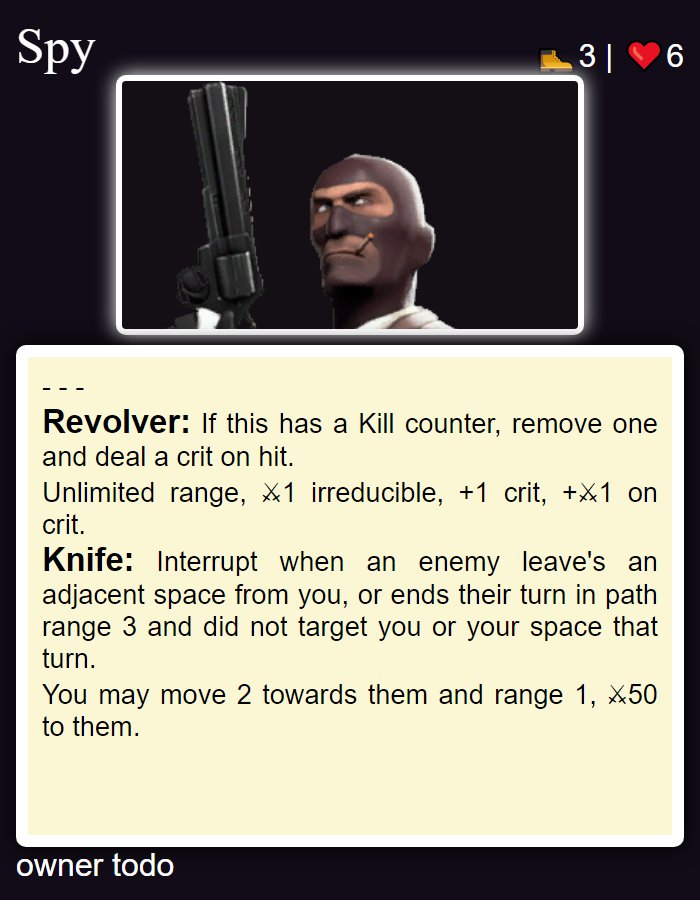 Spy
🥾3 | ❤️6
- - -
Revolver: If this has a Kill counter, remove one
and deal a crit on hit.
Unlimited range, ⚔1 irreducible, +1 crit, +⚔1 on
crit.
Knife: Interrupt when an enemy leave's an
adjacent space from you, or ends their turn in path
range 3 and did not target you or your space that
turn.
You may move 2 towards them and range 1, ⚔50
to them.
owner todo